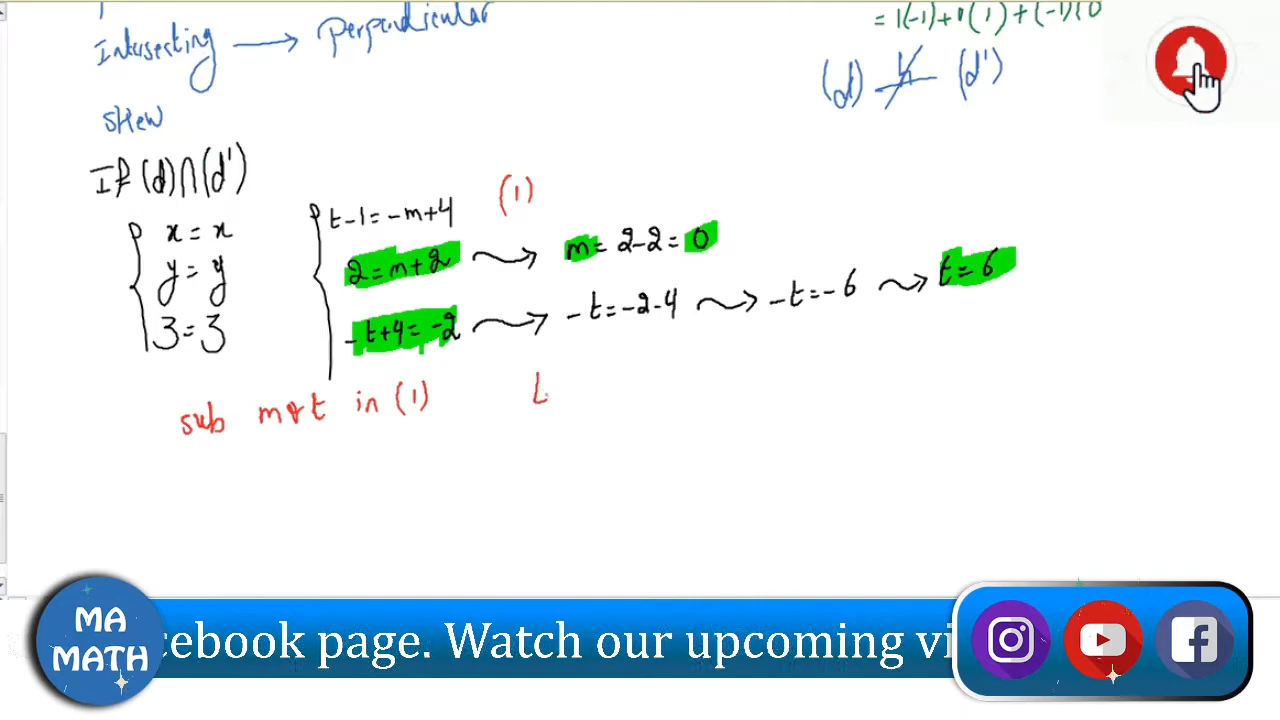 = 1(-1)+0(1)+(-1)(0
Intersecting → perpendicular
(d) (d')
skew
If (d)∩(d')
x = x
y = y
3 = 3
t-1 = -m+4 (1)
2 = m+2 m = 2-2 = 0
-t+4 = -2 -t = -2-4 -t = -6 t = 6
sub m & t in (1) L
MA
MATH
cebook page. Watch our upcoming vi